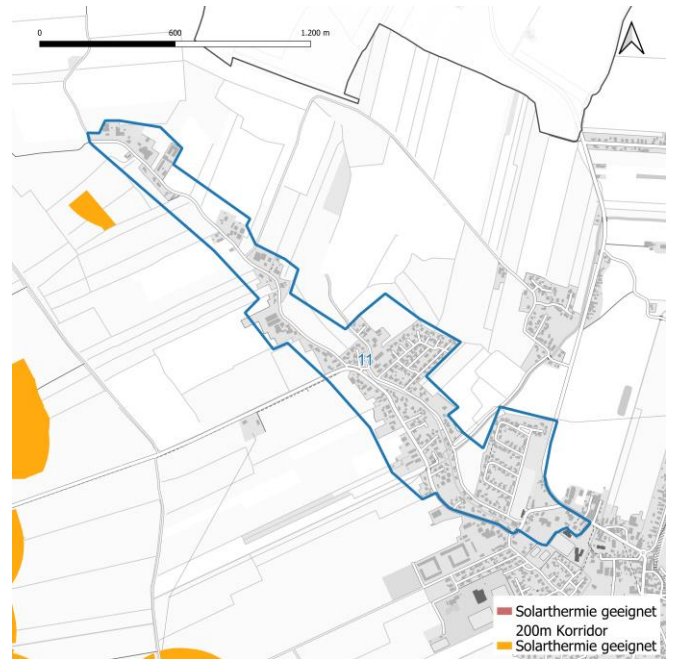 0 600 1.200 m
11
Solarthermie geeignet
200m Korridor
Solarthermie geeignet